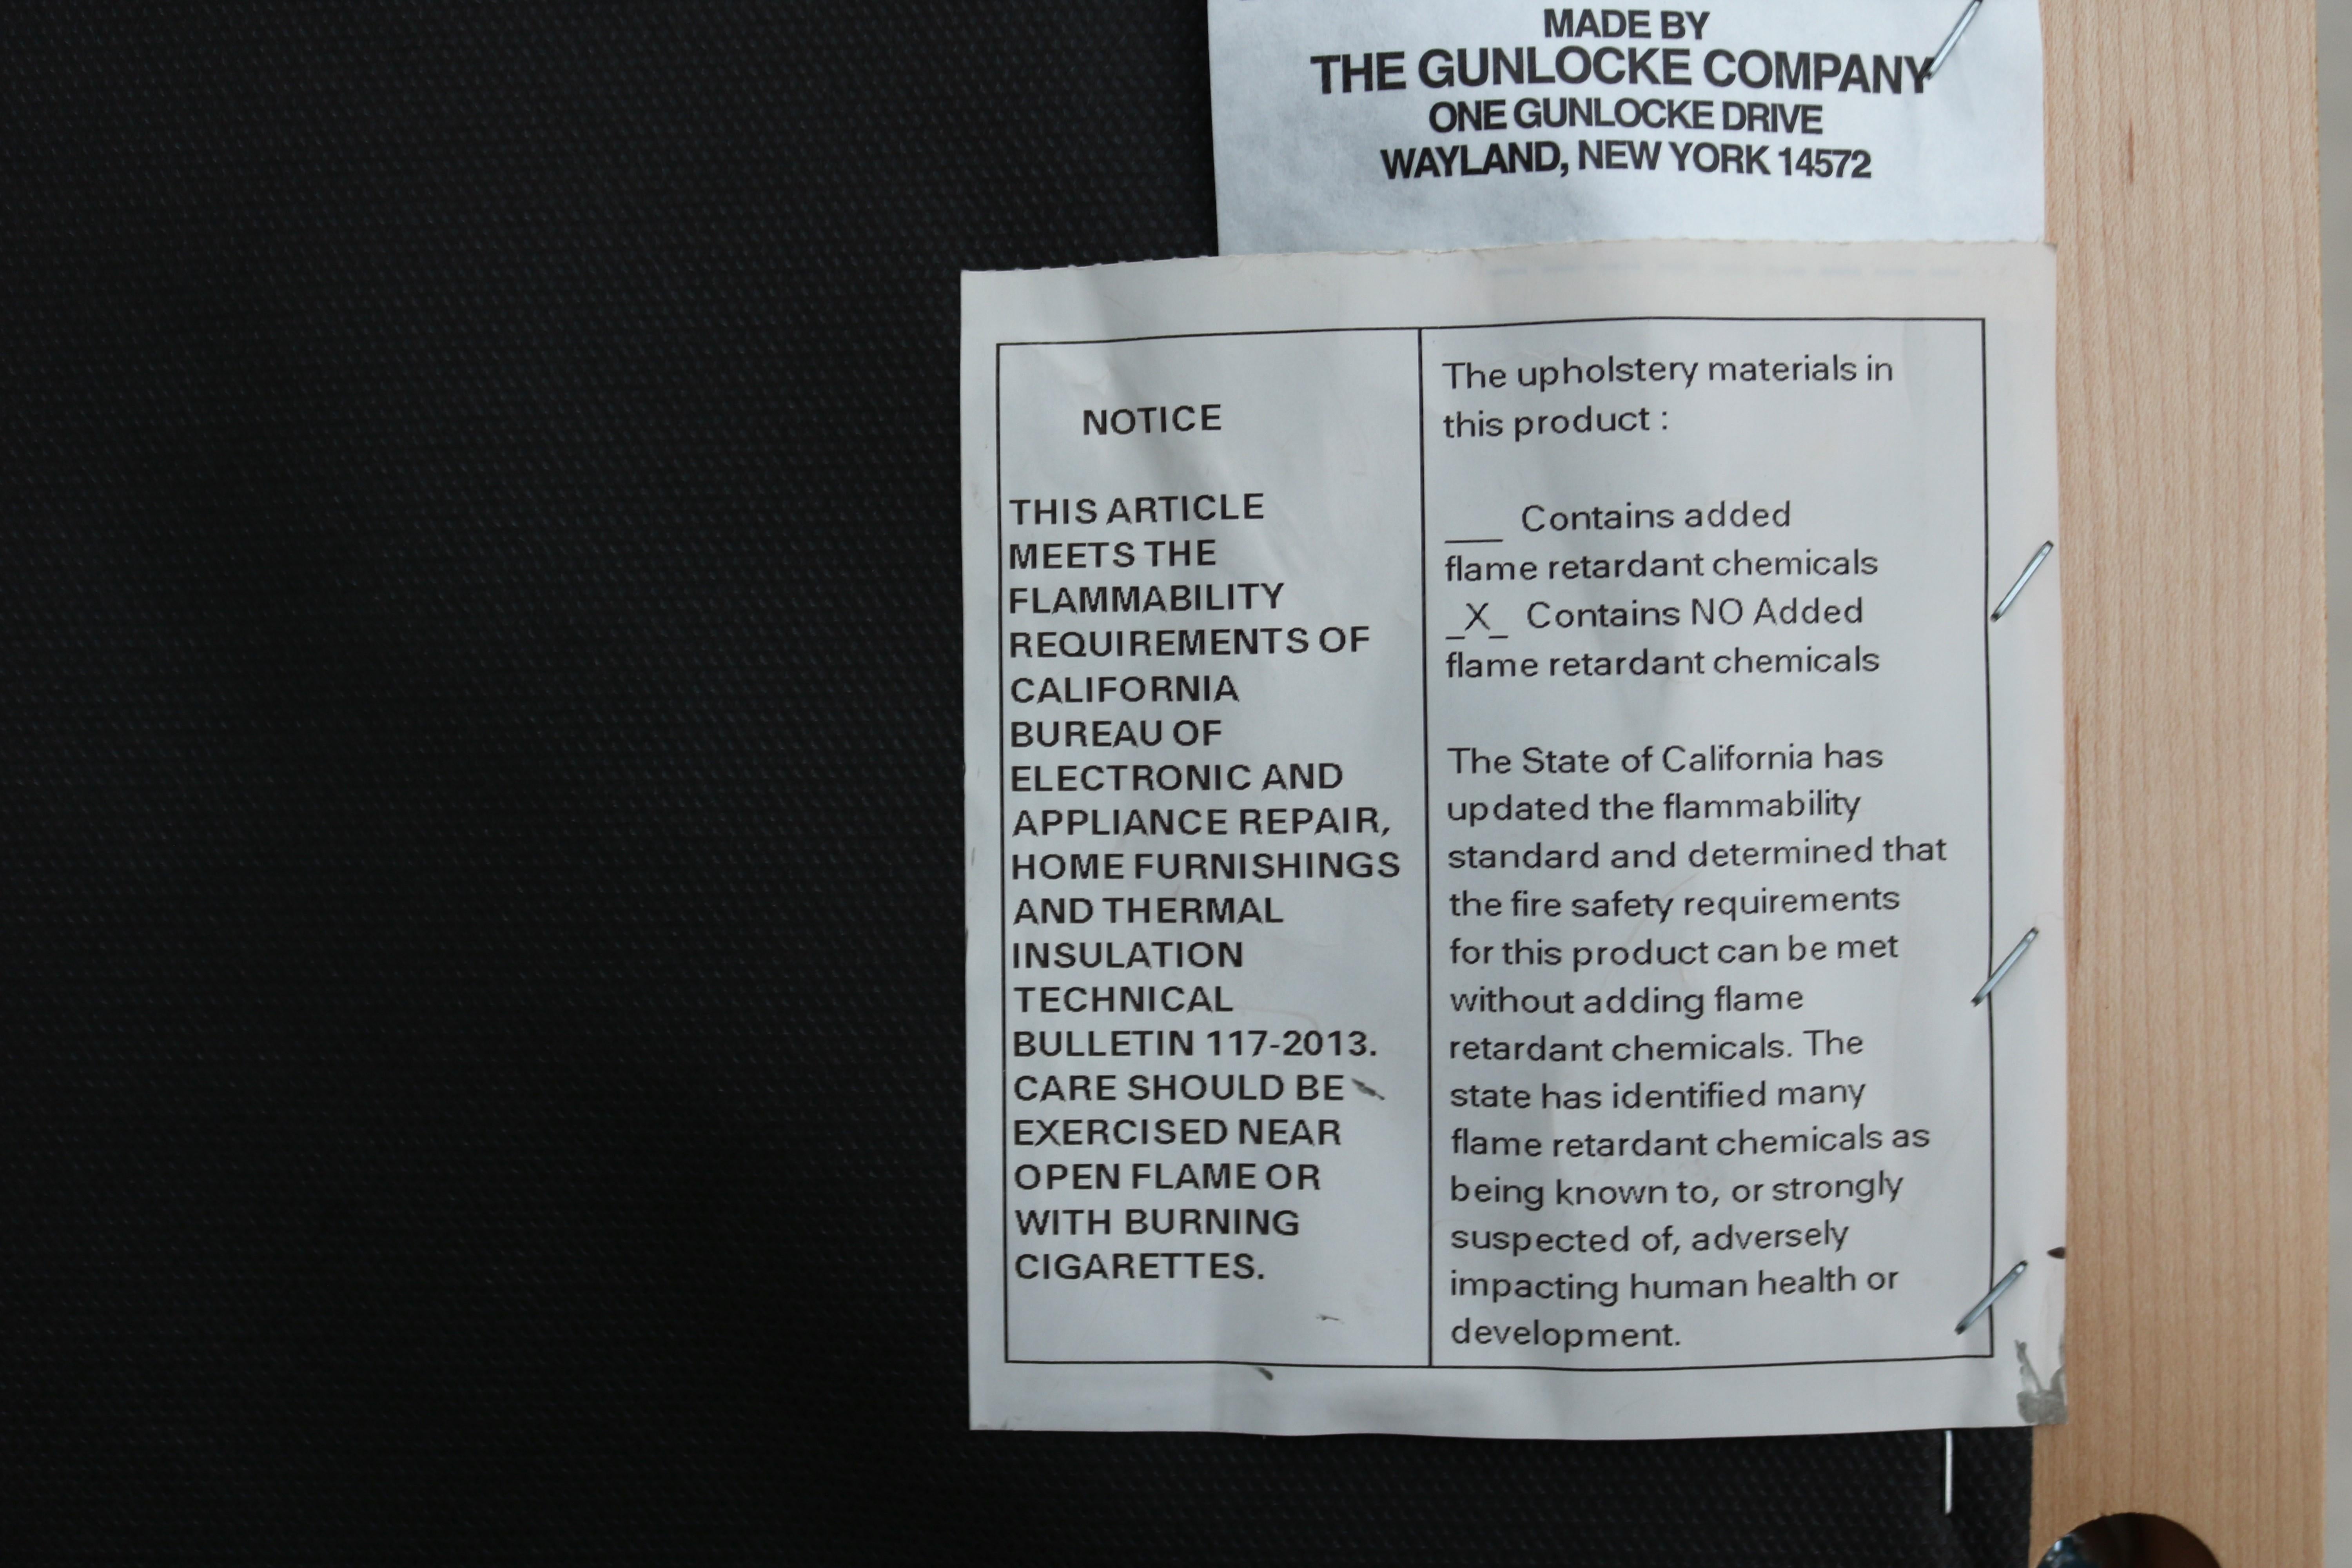 MADE BY
THE GUNLOCKE COMPANY
ONE GUNLOCKE DRIVE
WAYLAND, NEW YORK 14572
NOTICE
THIS ARTICLE
MEETS THE
FLAMMABILITY
REQUIREMENTS OF
CALIFORNIA
BUREAU OF
ELECTRONIC AND
APPLIANCE REPAIR,
HOME FURNISHINGS
AND THERMAL
INSULATION
TECHNICAL
BULLETIN 117-2013.
CARE SHOULD BE
EXERCISED NEAR
OPEN FLAME OR
WITH BURNING
CIGARETTES.
The upholstery materials in
this product :
___ Contains added
flame retardant chemicals
_X_ Contains NO Added
flame retardant chemicals
The State of California has
updated the flammability
standard and determined that
the fire safety requirements
for this product can be met
without adding flame
retardant chemicals. The
state has identified many
flame retardant chemicals as
being known to, or strongly
suspected of, adversely
impacting human health or
development.